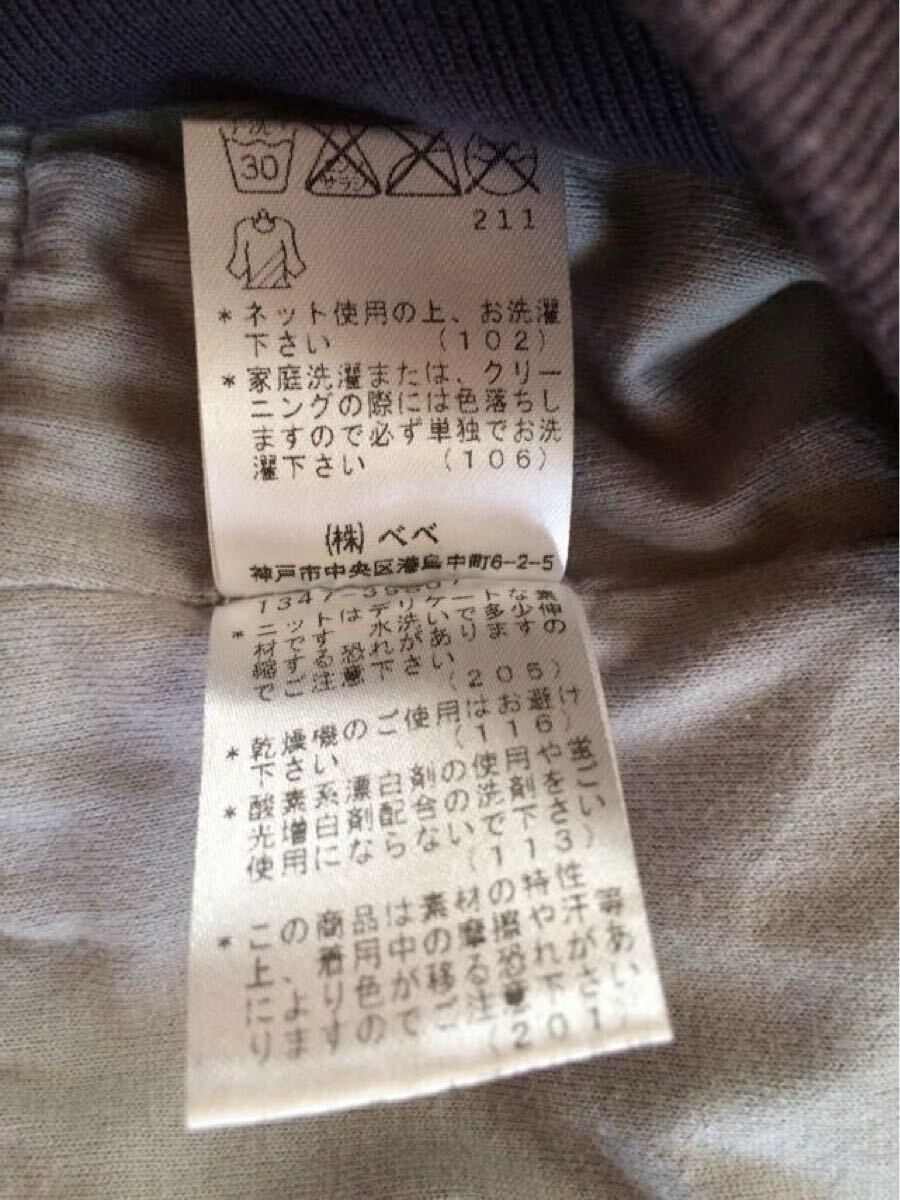 30
211
* ネット使用の上、お洗濯
下さい (102)
* 家庭洗濯または、クリー
ニングの際には色落ちし
ますので必ず単独でお洗
濯下さい (106)
(株) べべ
神戸市中央区港島中町6-2-5
* ニットはデリケートな素
材です。水洗いで多少伸
縮する恐れがありますの
でご注意下さい (205)
* 乾燥機のご使用はお避け
下さい (116)
* 酸素系漂白剤の使用や蛍
光増白剤配合の洗剤をご
使用にならないで下さい
(113)
* この商品は素材の特性
上、着用中の摩擦や汗等
により色が移る恐れがあ
りますのでご注意下さい
(201)